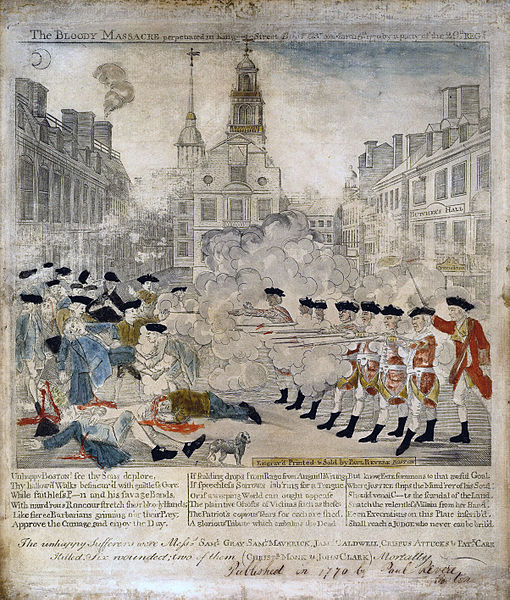 The BLOODY MASSACRE perpetrated in King Street BOSTON on March 5th 1770 by a party of the 29th REGt.
BUTCHER'S HALL
Engrav'd Printed & Sold by PAUL REVERE BOSTON
Unhappy BOSTON! see thy Sons deplore,
Thy hallow'd Walks besmear'd with guiltless Gore:
While faithless P—n and his savage Bands,
With murd'rous Rancour stretch their bloody Hands;
Like fierce Barbarians grinning o'er their Prey,
Approve the Carnage, and enjoy the Day.
If scalding drops from Rage from Anguish Wrung
If speechless Sorrows lab'ring for a Tongue,
Or if a weeping World can ought appease
The plaintive Ghosts of Victims such as these;
The Patriot's copious Tears for each are shed,
A glorious Tribute which embalms the Dead.
But know, FATE summons to that awful Goal,
Where JUSTICE strips the Murd'rer of his Soul:
Should venal C—ts the scandal of the Land,
Snatch the relentless Villain from her Hand,
Keen Execrations on this Plate inscrib'd,
Shall reach a JUDGE who never can be brib'd.
The unhappy Sufferers were Messrs. SAML. GRAY, SAML. MAVERICK, JAMS. CALDWELL, CRISPUS ATTUCKS & PATK. CARR
Killed. Six wounded; two of them (CHRISTR. MONK & JOHN CLARK) Mortally
Published in 1770 by Paul Revere